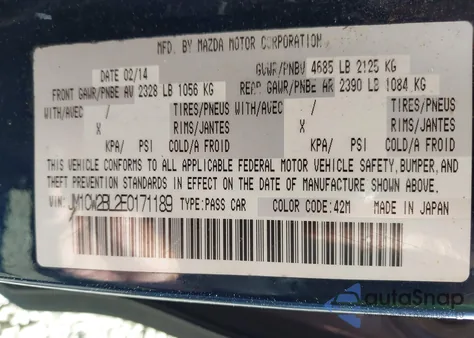 MFD. BY MAZDA MOTOR CORPORATION
DATE 02/14 GVWR/PNBV 4685 LB 2125 KG
FRONT GAWR/PNBE AV 2328 LB 1056 KG REAR GAWR/PNBE AR 2390 LB 1084 KG
WITH/AVEC / TIRES/PNEUS WITH/AVEC / TIRES/PNEUS
X RIMS/JANTES X RIMS/JANTES
KPA/ PSI COLD/A FROID KPA/ PSI COLD/A FROID
THIS VEHICLE CONFORMS TO ALL APPLICABLE FEDERAL MOTOR VEHICLE SAFETY, BUMPER, AND
THEFT PREVENTION STANDARDS IN EFFECT ON THE DATE OF MANUFACTURE SHOWN ABOVE.
VIN: JM1CW2BL2E0171189 TYPE:PASS CAR COLOR CODE:42M MADE IN JAPAN
autoSnap